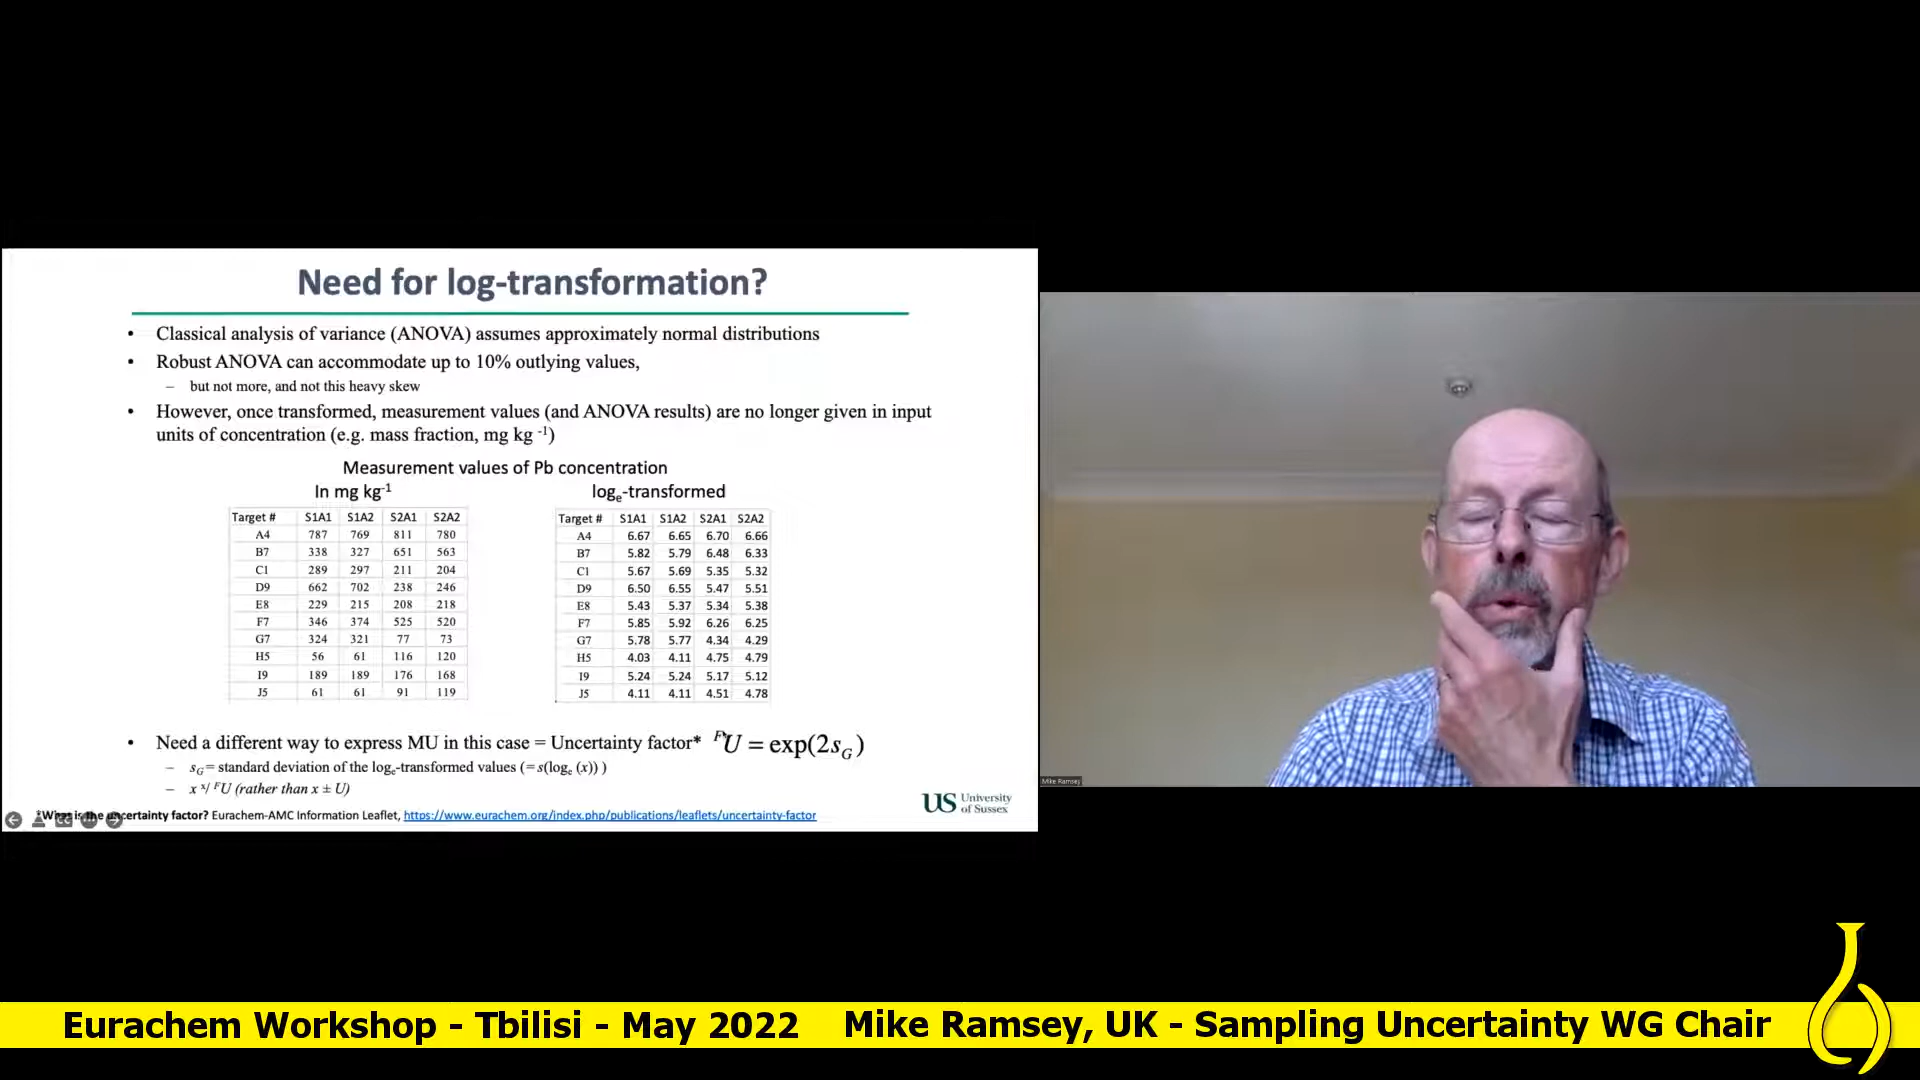 Need for log-transformation?
• Classical analysis of variance (ANOVA) assumes approximately normal distributions
• Robust ANOVA can accommodate up to 10% outlying values,
– but not more, and not this heavy skew
• However, once transformed, measurement values (and ANOVA results) are no longer given in input
units of concentration (e.g. mass fraction, mg kg -1)
Measurement values of Pb concentration
In mg kg-1
Target # S1A1 S1A2 S2A1 S2A2
A4 787 769 811 780
B7 338 327 651 563
C1 289 297 211 204
D9 662 702 238 246
E8 229 215 208 218
F7 346 374 525 520
G7 324 321 77 73
H5 56 61 116 120
I9 189 189 176 168
J5 61 61 91 119
loge-transformed
Target # S1A1 S1A2 S2A1 S2A2
A4 6.67 6.65 6.70 6.66
B7 5.82 5.79 6.48 6.33
C1 5.67 5.69 5.35 5.32
D9 6.50 6.55 5.47 5.51
E8 5.43 5.37 5.34 5.38
F7 5.85 5.92 6.26 6.25
G7 5.78 5.77 4.34 4.29
H5 4.03 4.11 4.75 4.79
I9 5.24 5.24 5.17 5.12
J5 4.11 4.11 4.51 4.78
• Need a different way to express MU in this case = Uncertainty factor* FU = exp(2sG)
– sG = standard deviation of the loge-transformed values (= s(loge (x)) )
– x x/ FU (rather than x ± U)
US University
of Sussex
*What is the uncertainty factor? Eurachem-AMC Information Leaflet, https://www.eurachem.org/index.php/publications/leaflets/uncertainty-factor
Mike Ramsey
Eurachem Workshop - Tbilisi - May 2022 Mike Ramsey, UK - Sampling Uncertainty WG Chair